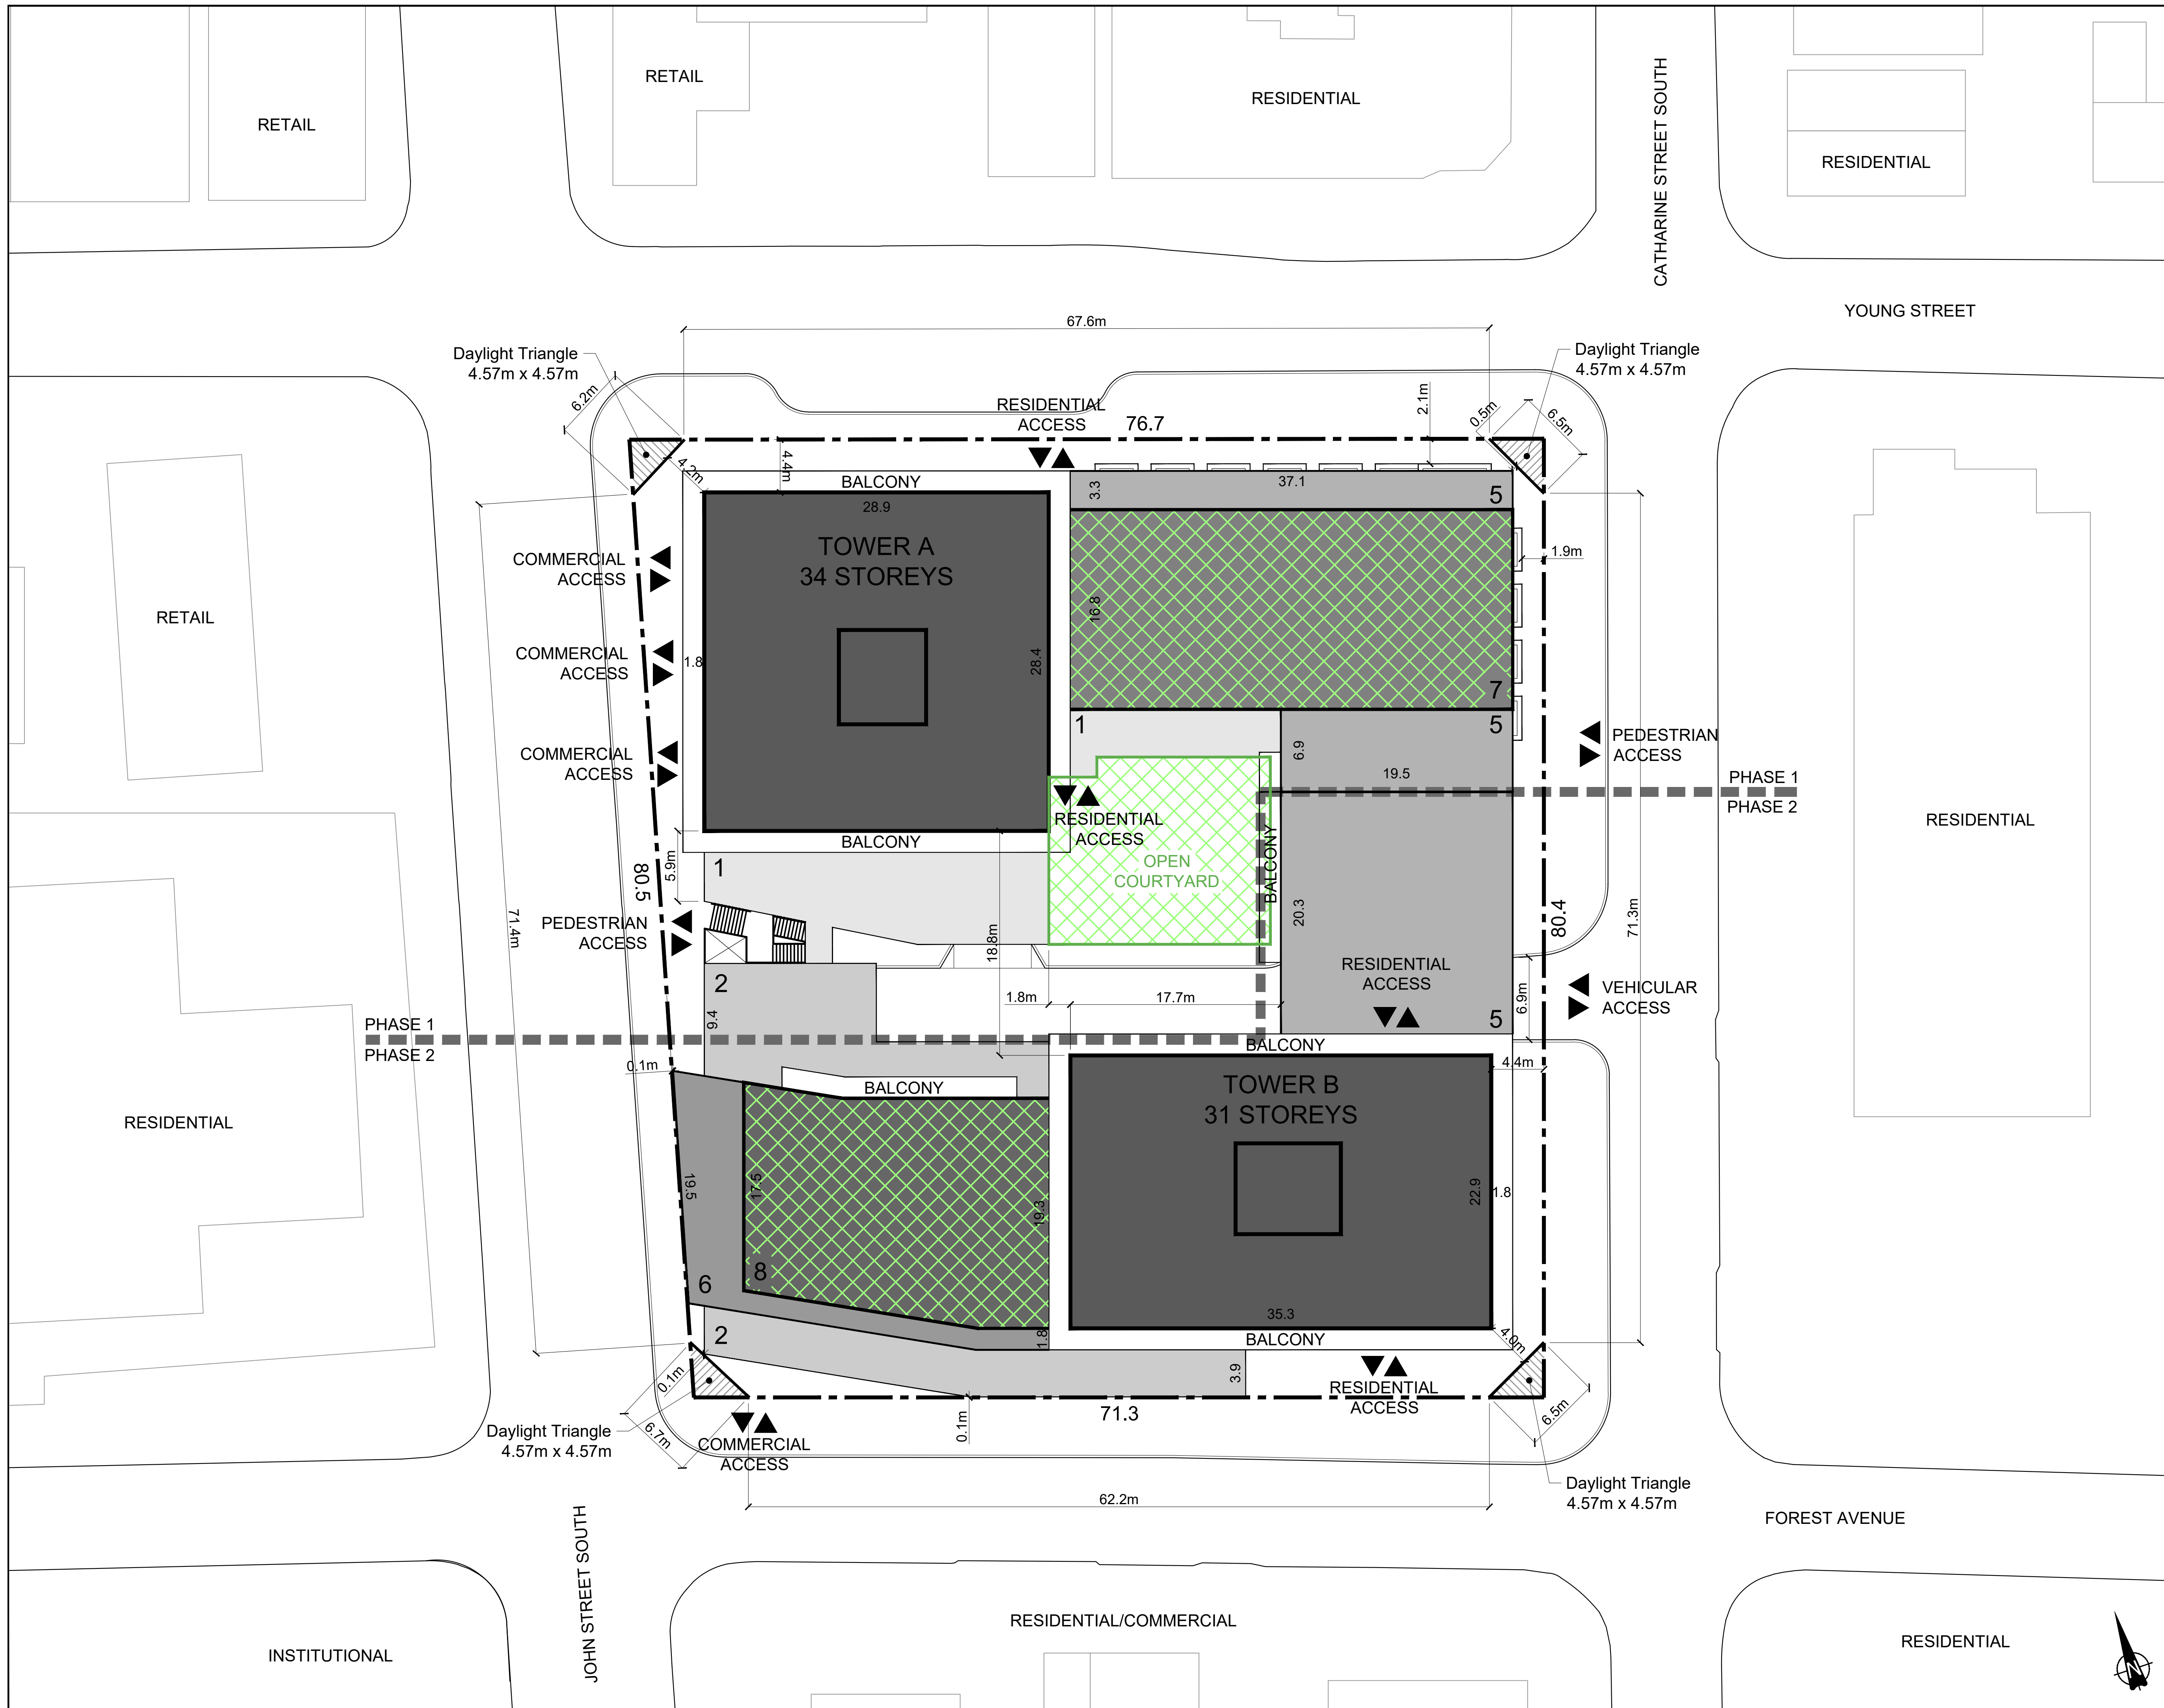 RETAIL
RETAIL
RESIDENTIAL
RESIDENTIAL
CATHARINE STREET SOUTH
YOUNG STREET
67.6m
Daylight Triangle
4.57m x 4.57m
Daylight Triangle
4.57m x 4.57m
6.2m
RESIDENTIAL
ACCESS
76.7
2.1m
0.5m
6.5m
4.2m
4.4m
BALCONY
28.9
3.3
37.1
5
TOWER A
34 STOREYS
COMMERCIAL
ACCESS
1.9m
RETAIL
16.8
COMMERCIAL
ACCESS
1.8
28.4
7
1
5
PEDESTRIAN
ACCESS
COMMERCIAL
ACCESS
6.9
19.5
PHASE 1
PHASE 2
RESIDENTIAL
ACCESS
RESIDENTIAL
BALCONY
BALCONY
OPEN
COURTYARD
1
5.9m
80.5
71.4m
PEDESTRIAN
ACCESS
18.8m
20.3
80.4
71.3m
RESIDENTIAL
ACCESS
2
9.4
1.8m
17.7m
6.9m
VEHICULAR
ACCESS
5
PHASE 1
PHASE 2
BALCONY
0.1m
4.4m
BALCONY
TOWER B
31 STOREYS
RESIDENTIAL
19.5
17.5
19.3
22.9
1.8
8
6
35.3
2
1.8
BALCONY
4.0m
0.1m
3.9
RESIDENTIAL
ACCESS
71.3
0.1m
6.5m
Daylight Triangle
4.57m x 4.57m
6.7m
COMMERCIAL
ACCESS
Daylight Triangle
4.57m x 4.57m
62.2m
FOREST AVENUE
JOHN STREET SOUTH
RESIDENTIAL/COMMERCIAL
INSTITUTIONAL
RESIDENTIAL
N